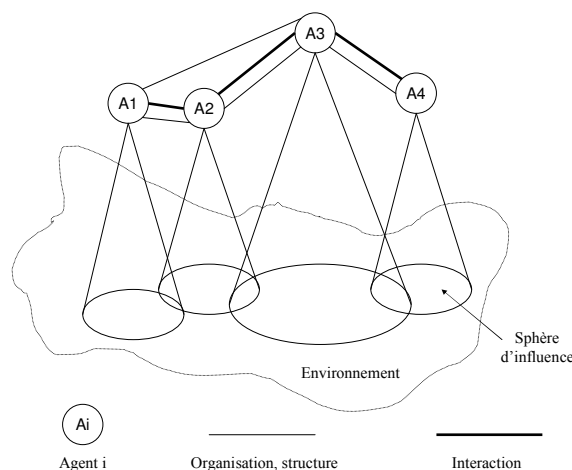 A3
A1
A2
A4
Sphère
d'influence
Environnement
Ai
Agent i
Organisation, structure
Interaction